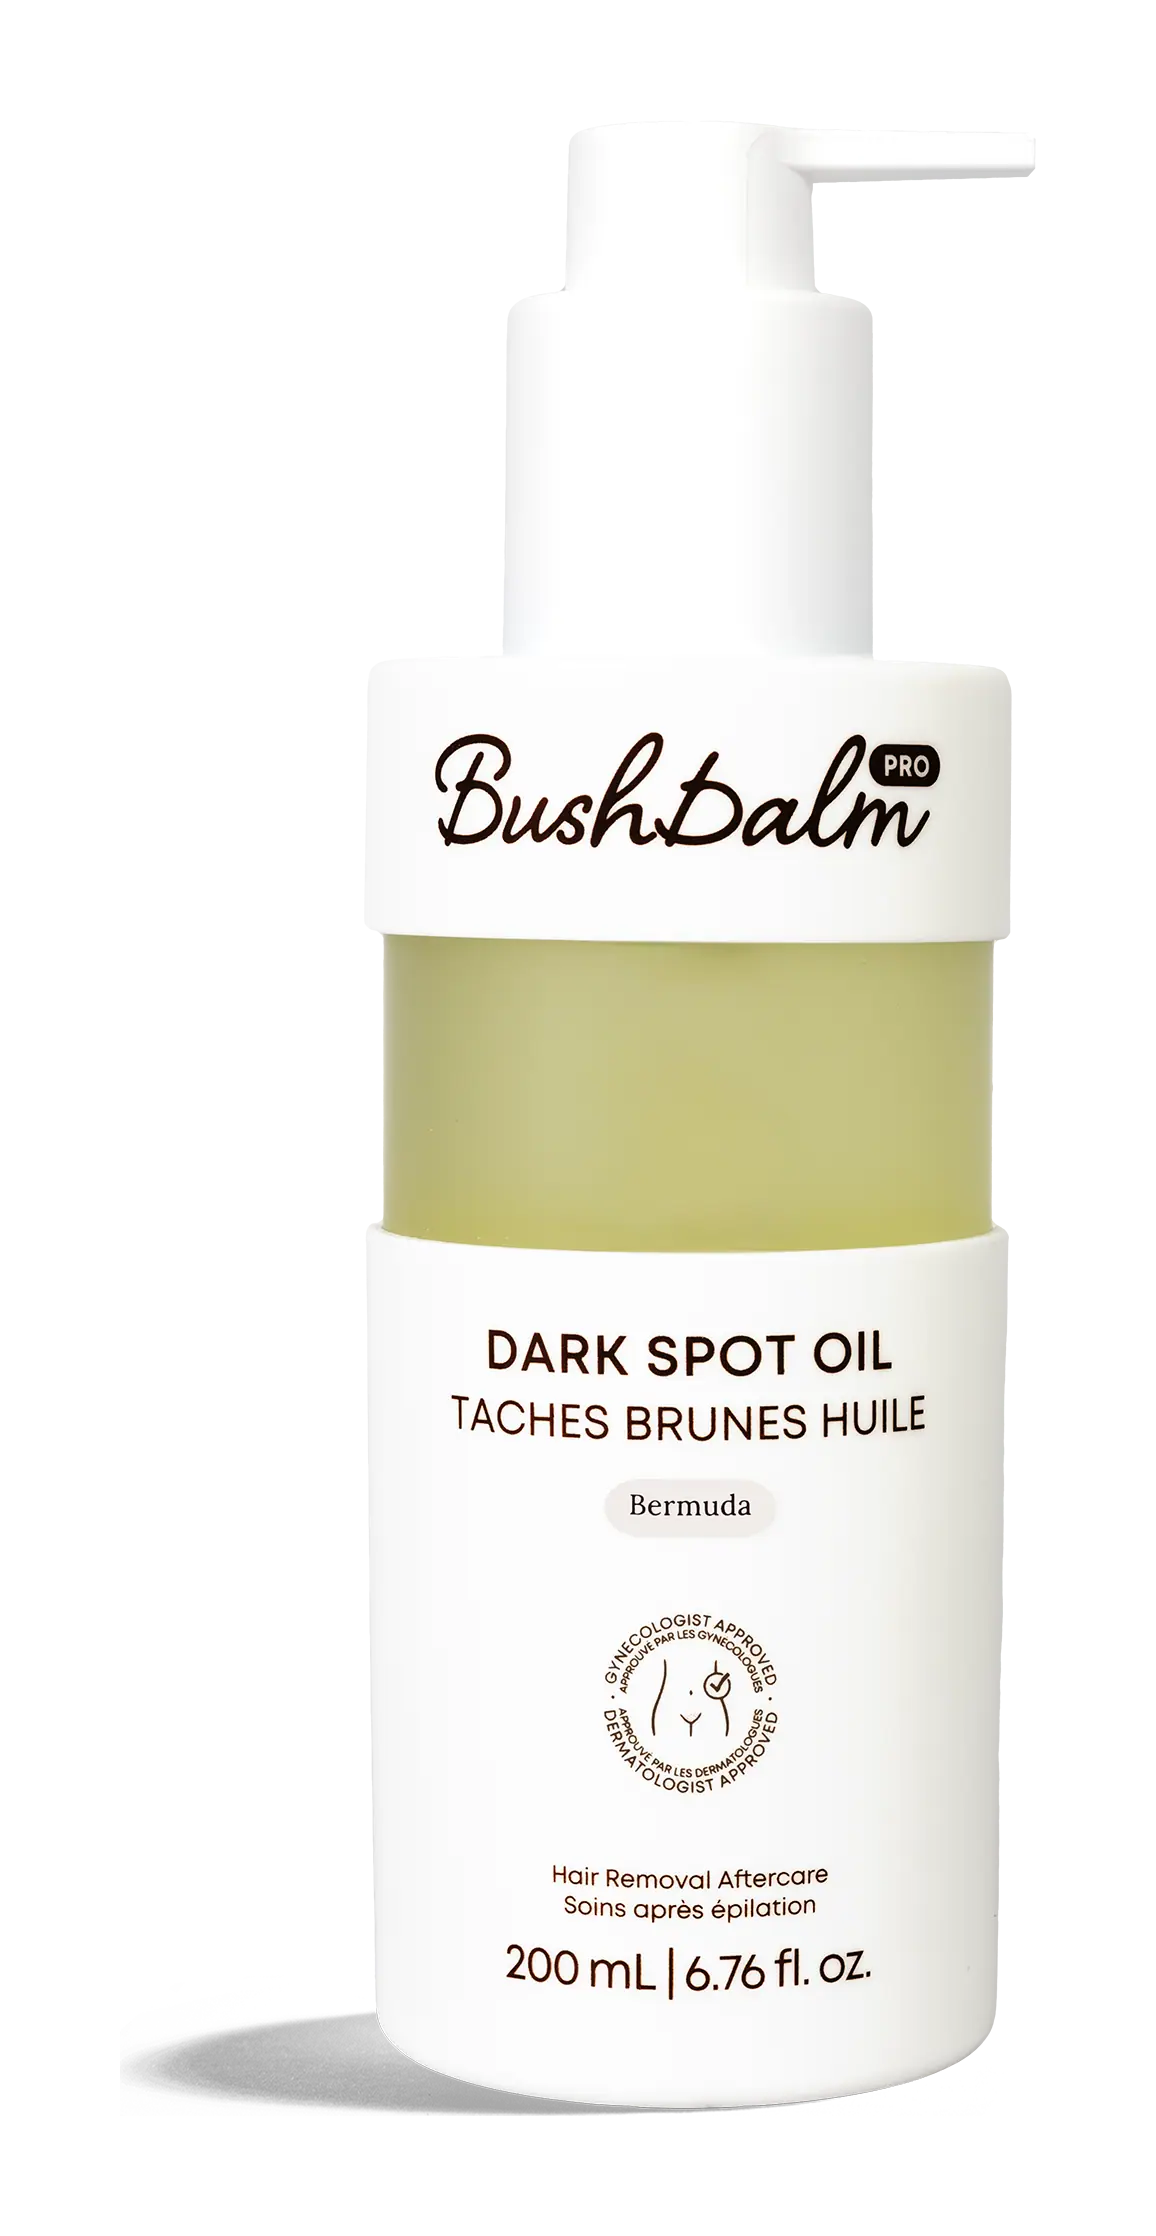 Bushbalm PRO
DARK SPOT OIL
TACHES BRUNES HUILE
Bermuda
GYNECOLOGIST APPROVED
APPROUVÉ PAR LES GYNECOLOGUES
APPROUVÉ PAR LES DERMATOLOGUES
DERMATOLOGIST APPROVED
Hair Removal Aftercare
Soins après épilation
200 mL | 6.76 fl. oz.